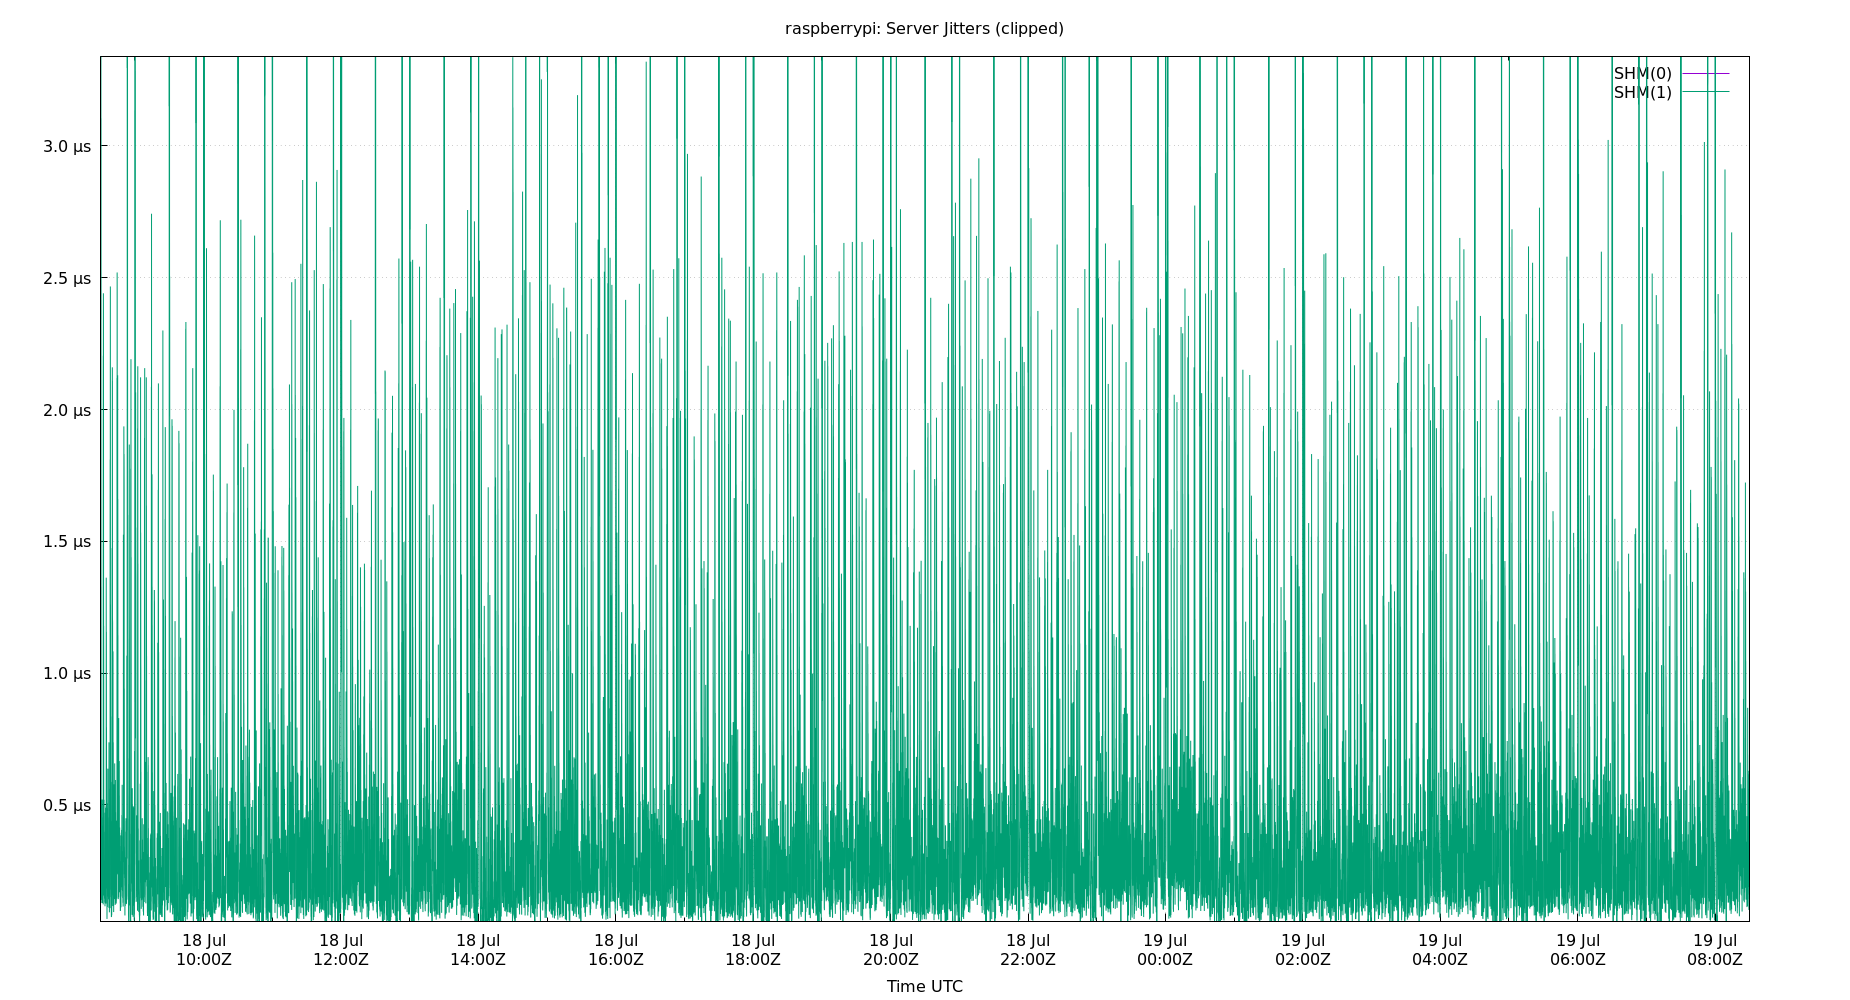 raspberrypi: Server Jitters (clipped)
SHM(0)
SHM(1)
3.0 μs
2.5 μs
2.0 μs
1.5 μs
1.0 μs
0.5 μs
18 Jul 18 Jul 18 Jul 18 Jul 18 Jul 18 Jul 18 Jul 19 Jul 19 Jul 19 Jul 19 Jul 19 Jul
10:00Z 12:00Z 14:00Z 16:00Z 18:00Z 20:00Z 22:00Z 00:00Z 02:00Z 04:00Z 06:00Z 08:00Z
Time UTC